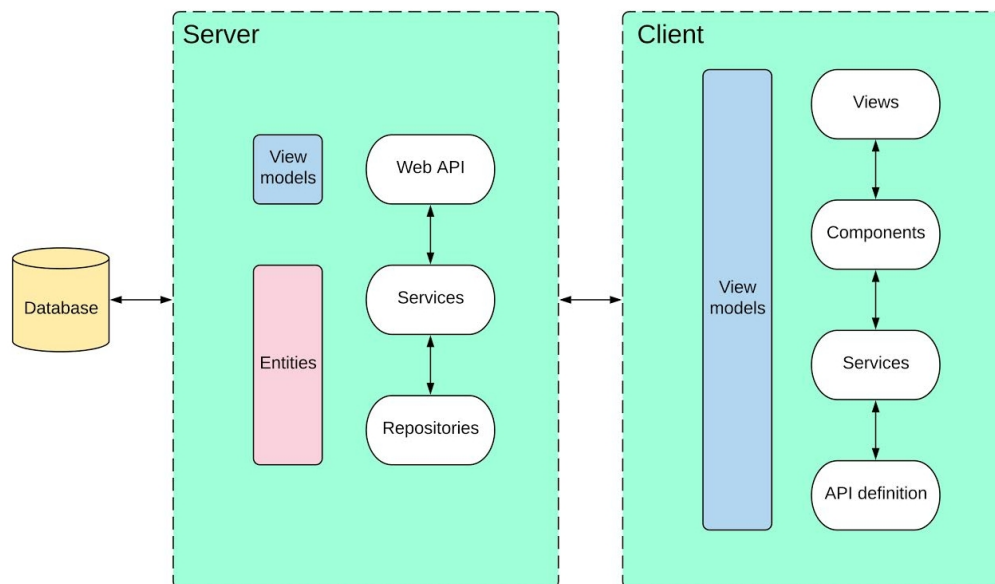 Server
View
models
Web API
Database
Entities
Services
Repositories
Client
View
models
Views
Components
Services
API definition